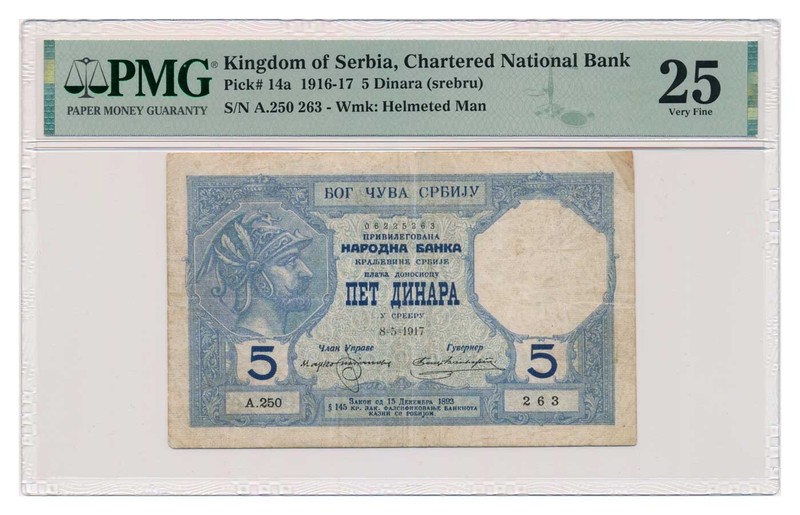 PMG®
PAPER MONEY GUARANTY
Kingdom of Serbia, Chartered National Bank
Pick# 14a 1916-17 5 Dinara (srebru)
S/N A.250 263 - Wmk: Helmeted Man
25
Very Fine
БОГ ЧУВА СРБИЈУ
06225263
ПРИВИЛЕГОВАНА
НАРОДНА БАНКА
КРАЉЕВИНЕ СРБИЈЕ
ПЛАЋА ДОНОСИОЦУ
ПЕТ ДИНАРА
У СРЕБРУ
8-5-1917
Члан Управе
Гувернер
5
5
A.250
263
Закон од 15 Декембра 1893
§ 145 КР. ЗАК. ФАЛСИФИКОВАЊЕ БАНКНОТА
КАЗНИ СЕ РОБИЈОМ.